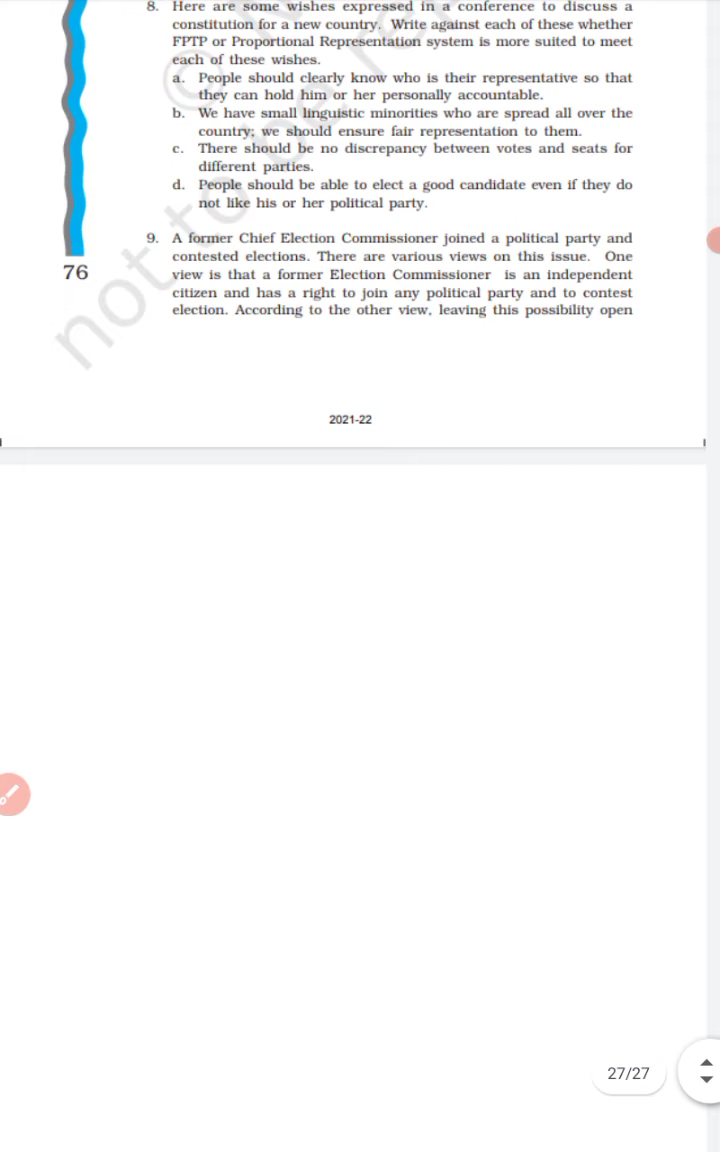 8. Here are some wishes expressed in a conference to discuss a
constitution for a new country. Write against each of these whether
FPTP or Proportional Representation system is more suited to meet
each of these wishes.
a. People should clearly know who is their representative so that
they can hold him or her personally accountable.
b. We have small linguistic minorities who are spread all over the
country; we should ensure fair representation to them.
c. There should be no discrepancy between votes and seats for
different parties.
d. People should be able to elect a good candidate even if they do
not like his or her political party.
9. A former Chief Election Commissioner joined a political party and
contested elections. There are various views on this issue. One
view is that a former Election Commissioner is an independent
citizen and has a right to join any political party and to contest
election. According to the other view, leaving this possibility open
76
not to be rep
©
2021-22
27/27